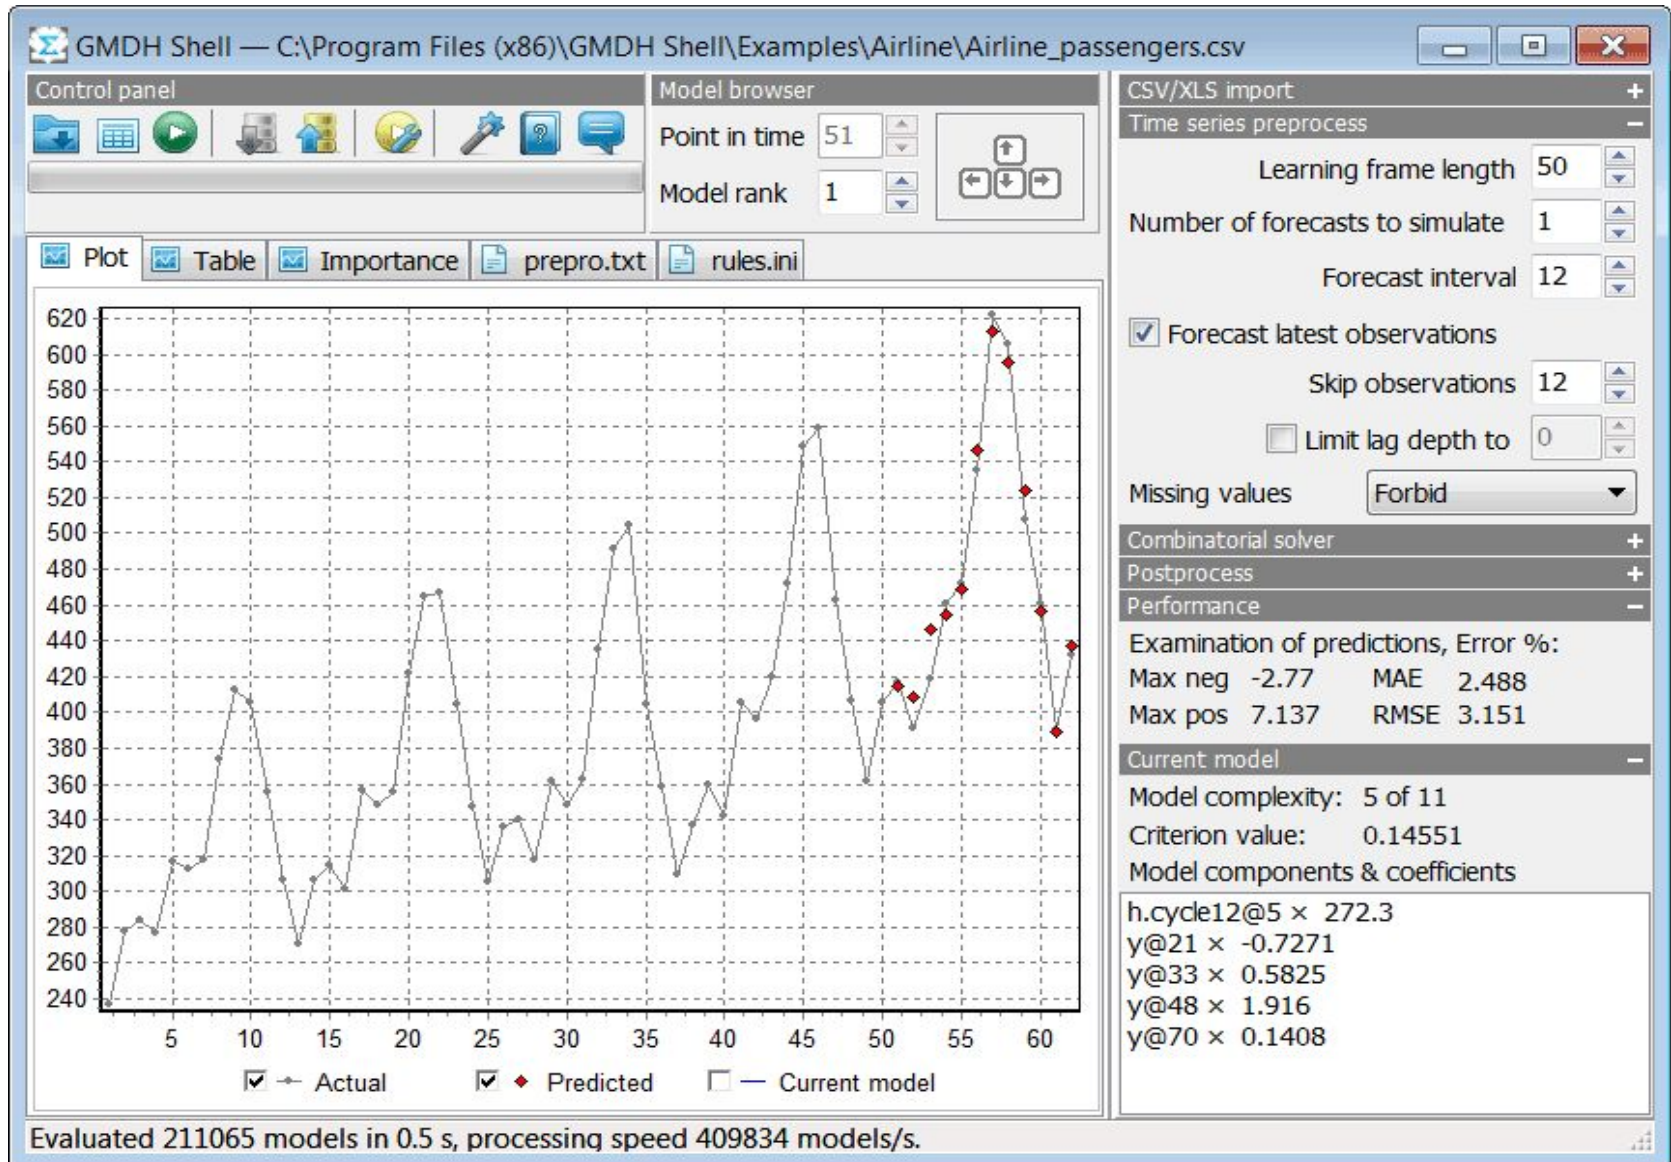 GMDH Shell — C:\Program Files (x86)\GMDH Shell\Examples\Airline\Airline_passengers.csv
Control panel
Model browser
Point in time 51
Model rank 1
Plot Table Importance prepro.txt rules.ini
620
600
580
560
540
520
500
480
460
440
420
400
380
360
340
320
300
280
260
240
5 10 15 20 25 30 35 40 45 50 55 60
Actual Predicted Current model
CSV/XLS import +
Time series preprocess −
Learning frame length 50
Number of forecasts to simulate 1
Forecast interval 12
Forecast latest observations
Skip observations 12
Limit lag depth to 0
Missing values Forbid
Combinatorial solver +
Postprocess +
Performance −
Examination of predictions, Error %:
Max neg -2.77 MAE 2.488
Max pos 7.137 RMSE 3.151
Current model −
Model complexity: 5 of 11
Criterion value: 0.14551
Model components & coefficients
h.cycle12@5 × 272.3
y@21 × -0.7271
y@33 × 0.5825
y@48 × 1.916
y@70 × 0.1408
Evaluated 211065 models in 0.5 s, processing speed 409834 models/s.